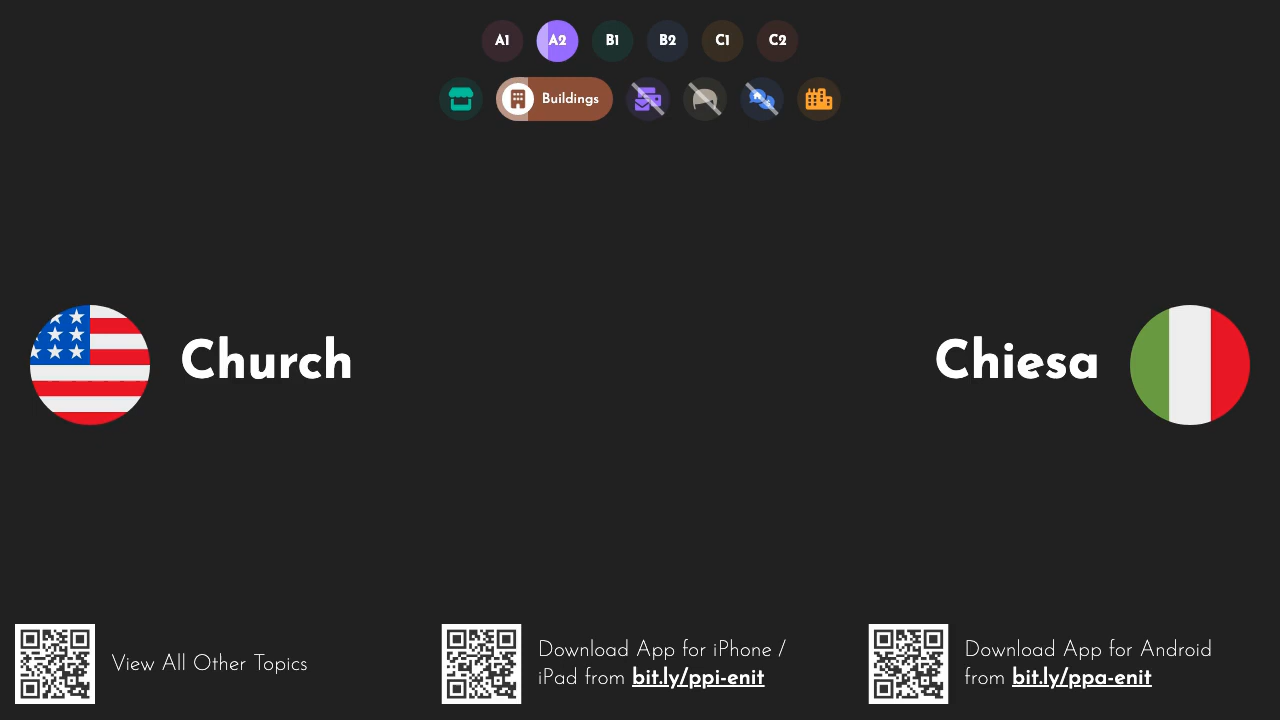 A1 A2 B1 B2 C1 C2
Buildings
Church
Chiesa
View All Other Topics
Download App for iPhone /
iPad from bit.ly/ppi-enit
Download App for Android
from bit.ly/ppa-enit